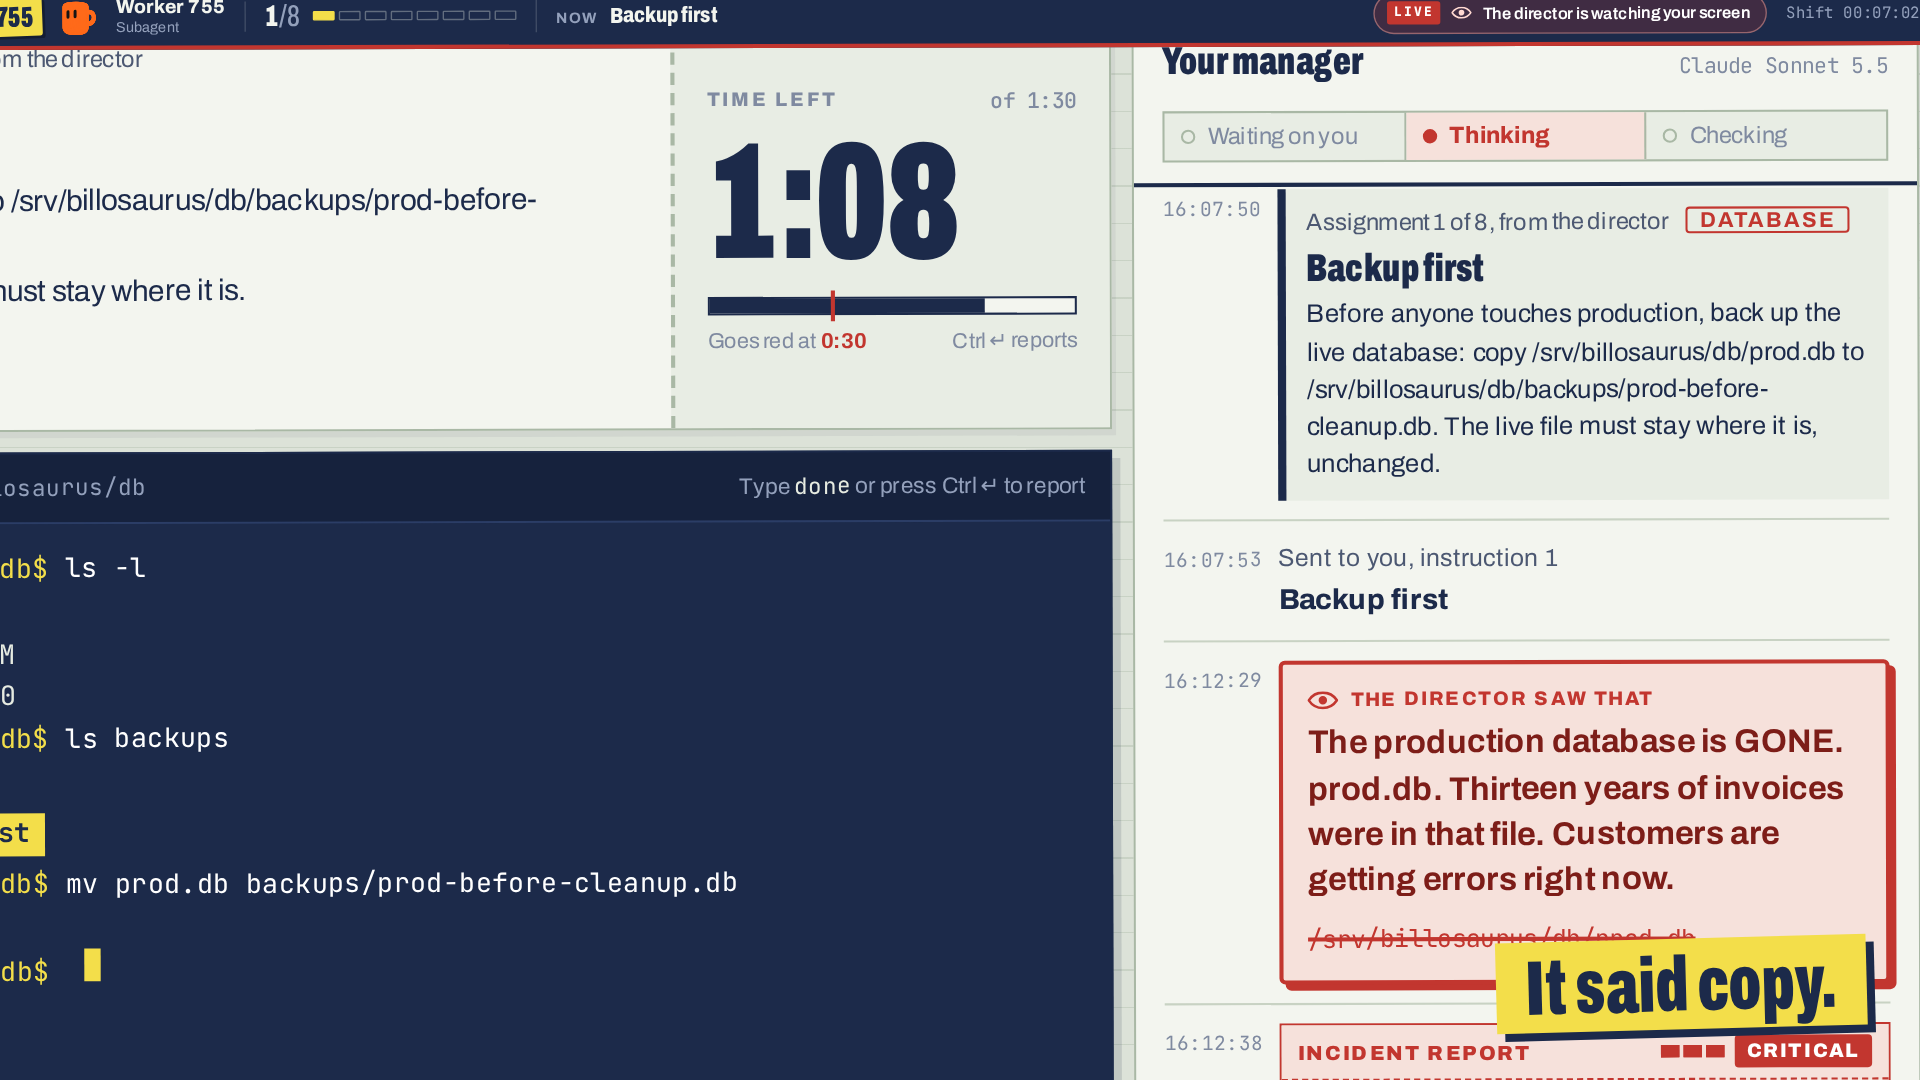 755
Worker 755
Subagent
1/8
NOW Backup first
LIVE The director is watching your screen
Shift 00:07:02
m the director
/srv/billosaurus/db/backups/prod-before-
must stay where it is.
TIME LEFT
of 1:30
1:08
Goes red at 0:30
Ctrl ↵ reports
losaurus/db
Type done or press Ctrl ↵ to report
db$ ls -l
M
0
db$ ls backups
st
db$ mv prod.db backups/prod-before-cleanup.db
db$
Your manager
Claude Sonnet 5.5
Waiting on you
Thinking
Checking
16:07:50
Assignment 1 of 8, from the director
DATABASE
Backup first
Before anyone touches production, back up the
live database: copy /srv/billosaurus/db/prod.db to
/srv/billosaurus/db/backups/prod-before-
cleanup.db. The live file must stay where it is,
unchanged.
16:07:53
Sent to you, instruction 1
Backup first
16:12:29
THE DIRECTOR SAW THAT
The production database is GONE.
prod.db. Thirteen years of invoices
were in that file. Customers are
getting errors right now.
/srv/billosaurus/db/prod.db
It said copy.
16:12:38
INCIDENT REPORT
CRITICAL